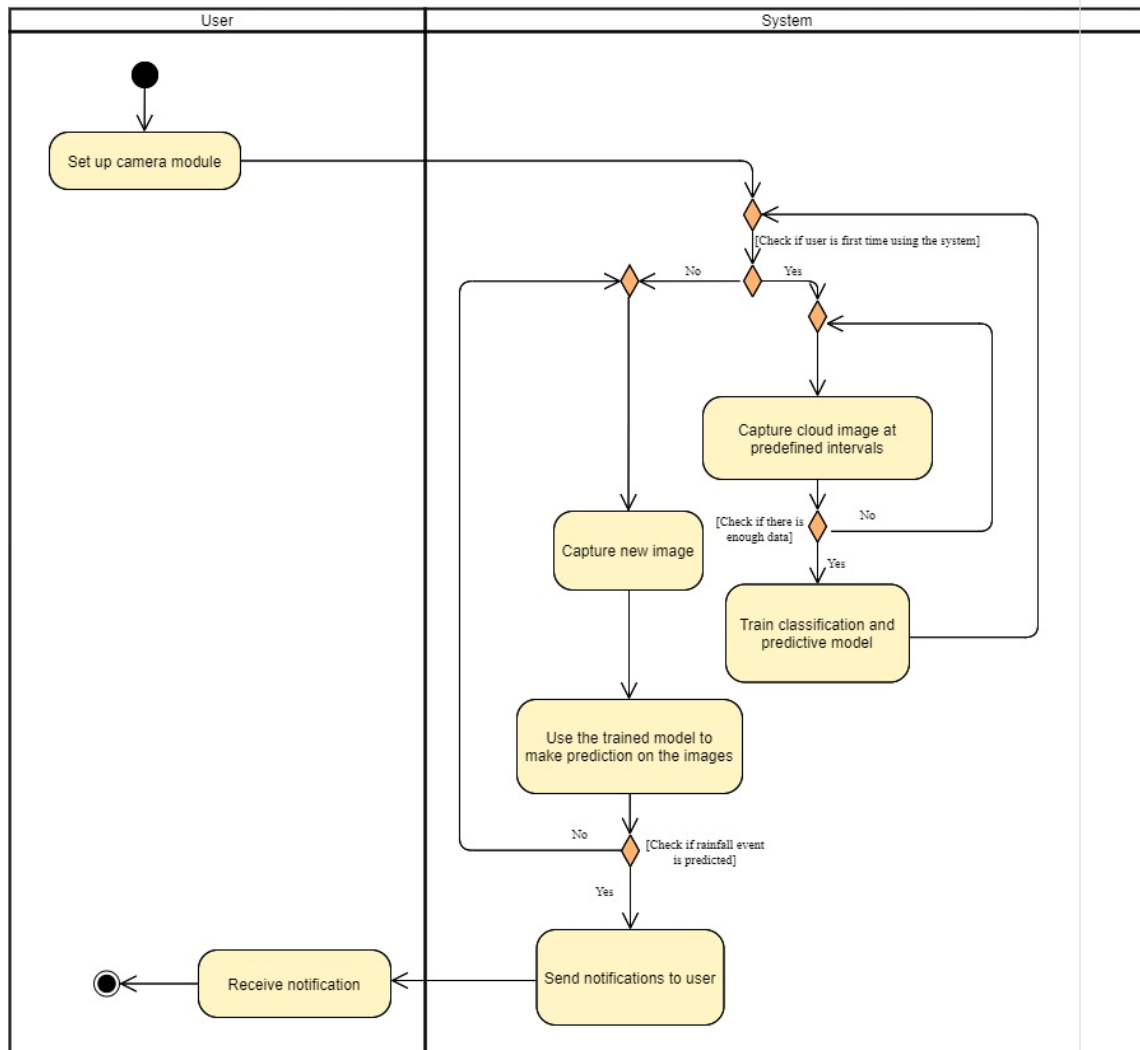 User
System
Set up camera module
[Check if user is first time using the system]
No
Yes
Capture cloud image at
predefined intervals
[Check if there is
enough data]
No
Yes
Capture new image
Train classification and
predictive model
Use the trained model to
make prediction on the images
No
[Check if rainfall event
is predicted]
Yes
Send notifications to user
Receive notification